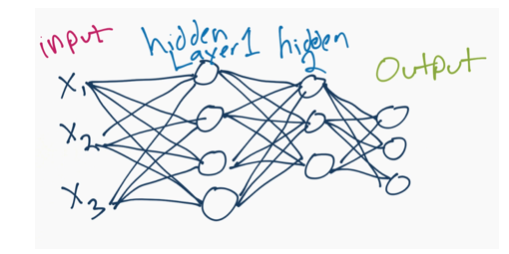 input
hidden
Layer1
hidden
2
Output
X1
X2
X3